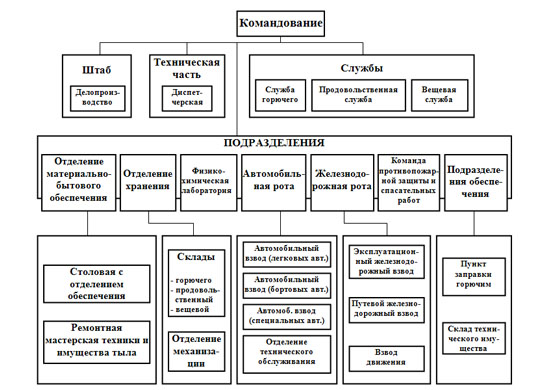 Командование
Штаб
Делопроиз-
водство
Техническая
часть
Диспет-
черская
Службы
Служба
горючего
Продовольственная
служба
Вещевая
служба
ПОДРАЗДЕЛЕНИЯ
Отделение
материально-
бытового
обеспечения
Отделение
хранения
Физико-
химическая
лаборатория
Автомобиль-
ная рота
Железнодо-
рожная рота
Команда
противопожар-
ной защиты и
спасательных
работ
Подразделе-
ния обеспе-
чения
Столовая с
отделением
обеспечения
Ремонтная
мастерская техники и
имущества тыла
Склады
- горючего
- продоволь-
ственный
- вещевой
Отделение
механиза-
ции
Автомобильный
взвод (легковых авт.)
Автомобильный
взвод (бортовых авт.)
Автомоб. взвод
(специальных авт.)
Отделение
технического
обслуживания
Эксплуатацион-
ный железнодо-
рожный взвод
Путевой железно-
дорожный взвод
Взвод
движения
Пункт
заправки
горючим
Склад техни-
ческого иму-
щества